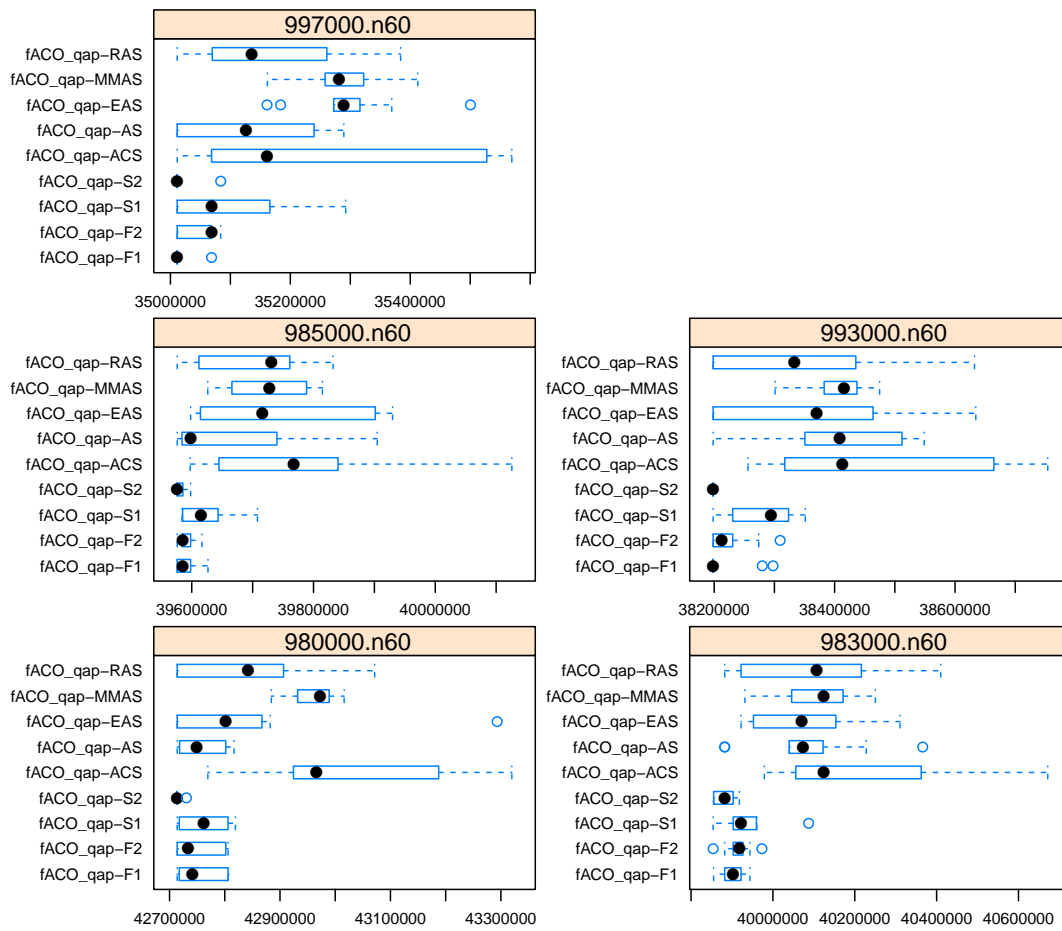 997000.n60
fACO_qap−RAS
fACO_qap−MMAS
fACO_qap−EAS
fACO_qap−AS
fACO_qap−ACS
fACO_qap−S2
fACO_qap−S1
fACO_qap−F2
fACO_qap−F1
35000000 35200000 35400000
985000.n60
fACO_qap−RAS
fACO_qap−MMAS
fACO_qap−EAS
fACO_qap−AS
fACO_qap−ACS
fACO_qap−S2
fACO_qap−S1
fACO_qap−F2
fACO_qap−F1
39600000 39800000 40000000
993000.n60
fACO_qap−RAS
fACO_qap−MMAS
fACO_qap−EAS
fACO_qap−AS
fACO_qap−ACS
fACO_qap−S2
fACO_qap−S1
fACO_qap−F2
fACO_qap−F1
38200000 38400000 38600000
980000.n60
fACO_qap−RAS
fACO_qap−MMAS
fACO_qap−EAS
fACO_qap−AS
fACO_qap−ACS
fACO_qap−S2
fACO_qap−S1
fACO_qap−F2
fACO_qap−F1
42700000 42900000 43100000 43300000
983000.n60
fACO_qap−RAS
fACO_qap−MMAS
fACO_qap−EAS
fACO_qap−AS
fACO_qap−ACS
fACO_qap−S2
fACO_qap−S1
fACO_qap−F2
fACO_qap−F1
40000000 40200000 40400000 40600000